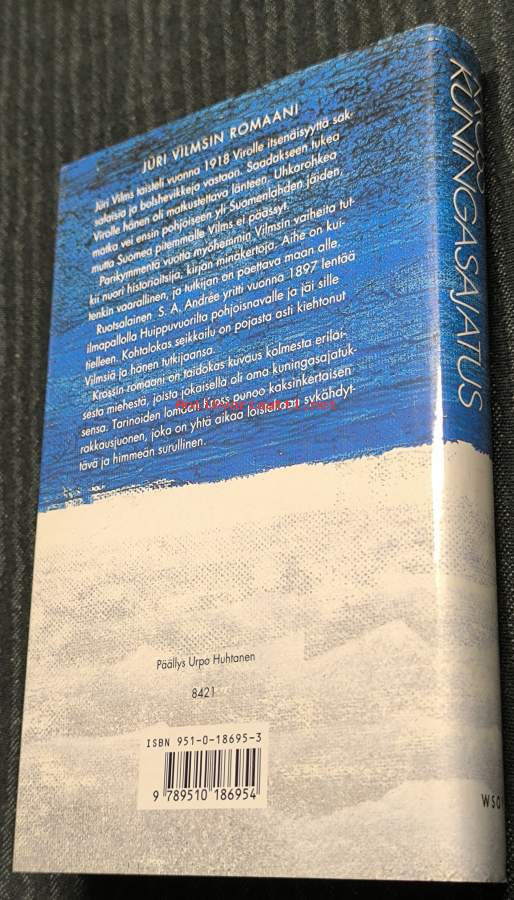 JÜRI VILMSIN ROMAANI
Jüri Vilms taisteli vuonna 1918 Virolle itsenäisyyttä sak-
salaisia ja bolshevikkeja vastaan. Saadakseen tukea
Virolle hänen oli matkustettava länteen. Uhkarohkea
matka vei ensin pohjoiseen yli Suomenlahden jäiden,
mutta Suomea pitemmälle Vilms ei päässyt.
Parikymmentä vuotta myöhemmin Vilmsin vaiheita tut-
kii nuori historioitsija, kirjan minäkertoja. Aihe on kui-
tenkin vaarallinen, ja tutkijan on poettava maan alle.
Ruotsalainen S. A. Andrée yritti vuonna 1897 lentää
ilmapallolla Huippuvuorilta pohjoisnavalle ja jäi sille
tielleen. Kohtalokas seikkailu on pojasta asti kiehtonut
Vilmsiä ja hänen tutkijaansa.
Krossin romaani on taidokas kuvaus kolmesta erilai-
sesta miehestä, joista jokaisella oli oma kuningasajatuk-
sensa. Tarinoiden lomaan Kross punoo kaksinkertaisen
rakkausjuonen, joka on yhtä aikaa loisteliaasti sykähdyt-
tävä ja himmeän surullinen.
Päällys Urpo Huhtanen
8421
ISBN 951-0-18695-3
9 789510 186954
KUNINGASAJATUS